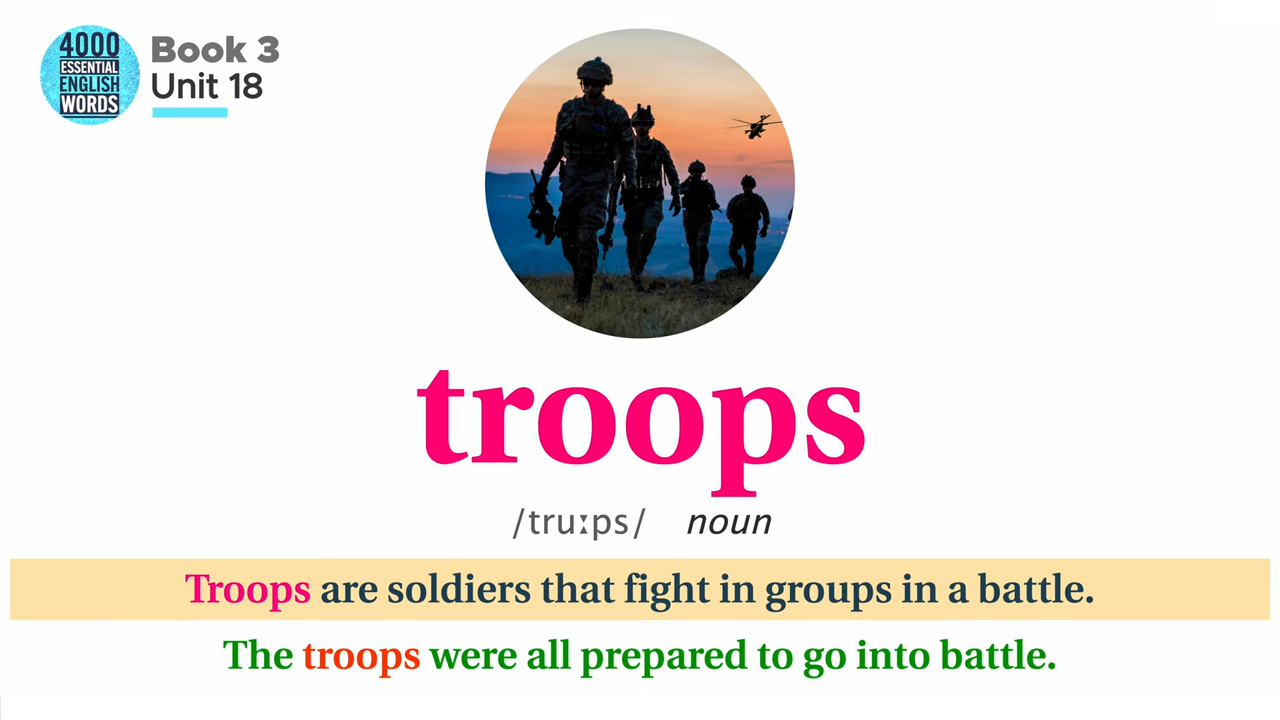 4000
ESSENTIAL
ENGLISH
WORDS
Book 3
Unit 18
troops
/truːps/ noun
Troops are soldiers that fight in groups in a battle.
The troops were all prepared to go into battle.